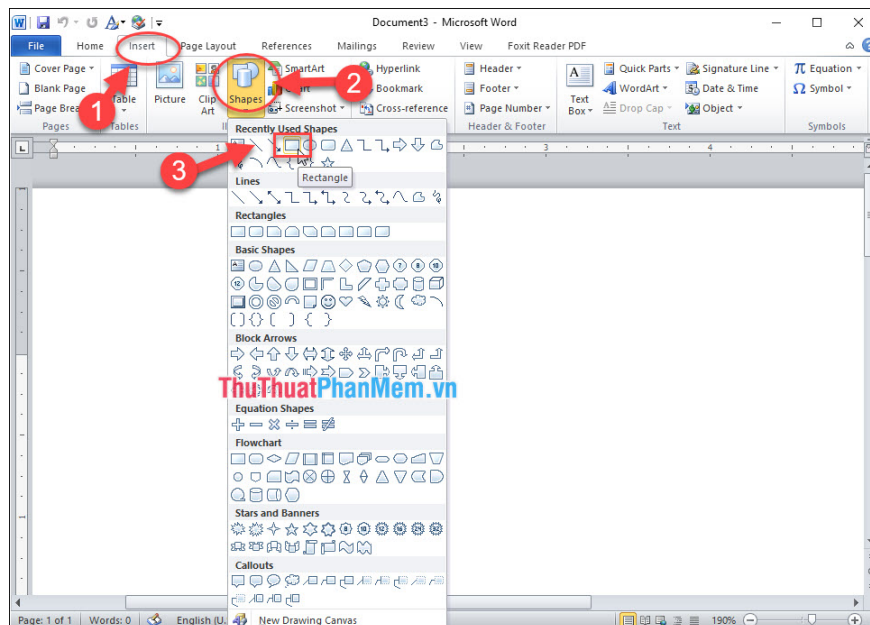 Document3 - Microsoft Word
File Home Insert Page Layout References Mailings Review View Foxit Reader PDF
Cover Page SmartArt Hyperlink Header Quick Parts Signature Line Equation
Blank Page Bookmark Footer WordArt Date & Time Symbol
Page Table Picture Clip Art Shapes Screenshot Cross-reference Page Number Text Box Drop Cap Object
Pages Tables Header & Footer Text Symbols
1
2
3
Recently Used Shapes
Rectangle
Lines
Rectangles
Basic Shapes
Block Arrows
ThuThuatPhanMem.vn
Equation Shapes
Flowchart
Stars and Banners
Callouts
New Drawing Canvas
Page: 1 of 1 Words: 0 English (U. 190%